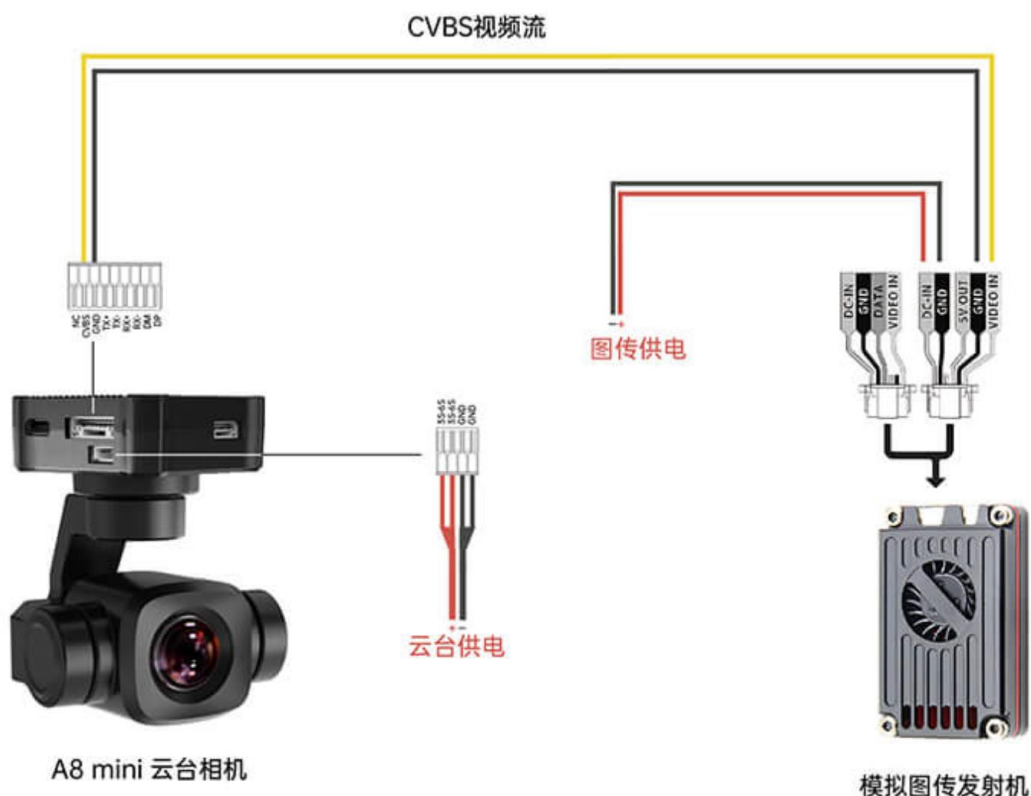 CVBS视频流
NC
CVBS
GND
TX+
TX-
RX+
RX-
DM
DP
DC-IN
GND
DATA
VIDEO IN
DC-IN
GND
5V OUT
GND
VIDEO IN
- +
图传供电
3S-6S
3S-6S
GND
GND
+ -
云台供电
A8 mini 云台相机
模拟图传发射机